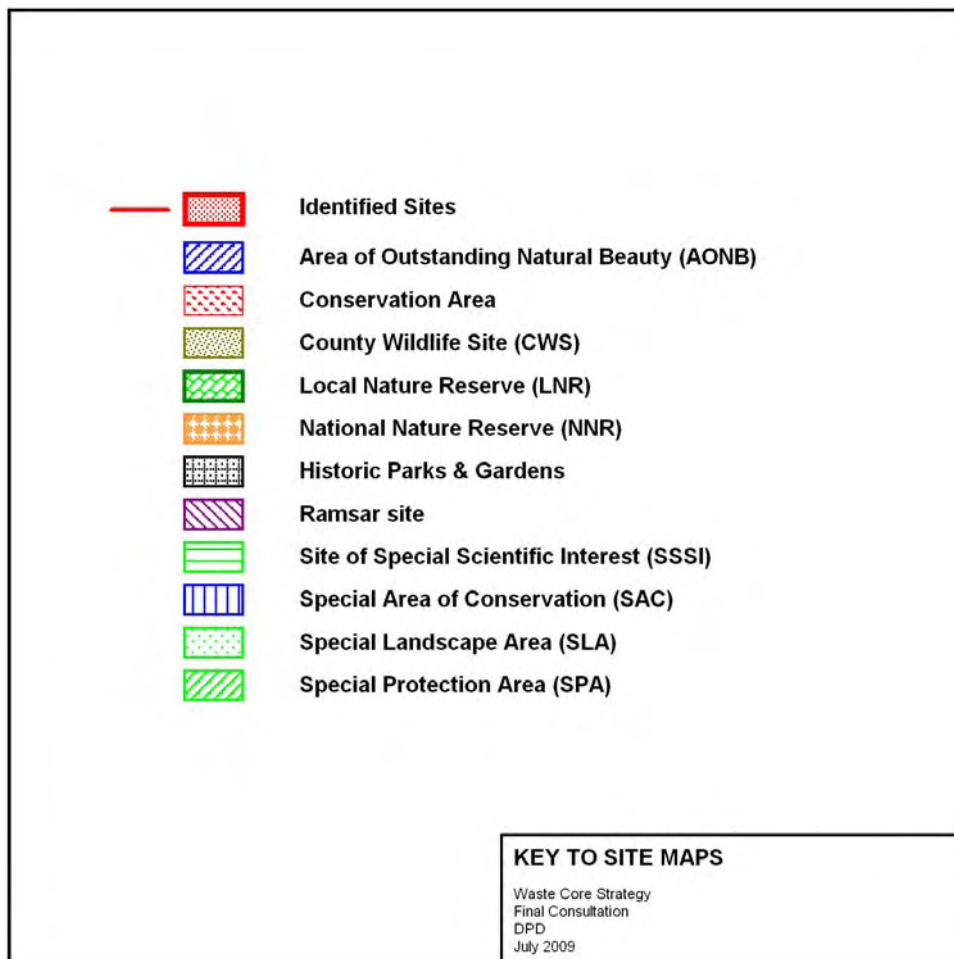 Identified Sites
Area of Outstanding Natural Beauty (AONB)
Conservation Area
County Wildlife Site (CWS)
Local Nature Reserve (LNR)
National Nature Reserve (NNR)
Historic Parks & Gardens
Ramsar site
Site of Special Scientific Interest (SSSI)
Special Area of Conservation (SAC)
Special Landscape Area (SLA)
Special Protection Area (SPA)
KEY TO SITE MAPS
Waste Core Strategy
Final Consultation
DPD
July 2009